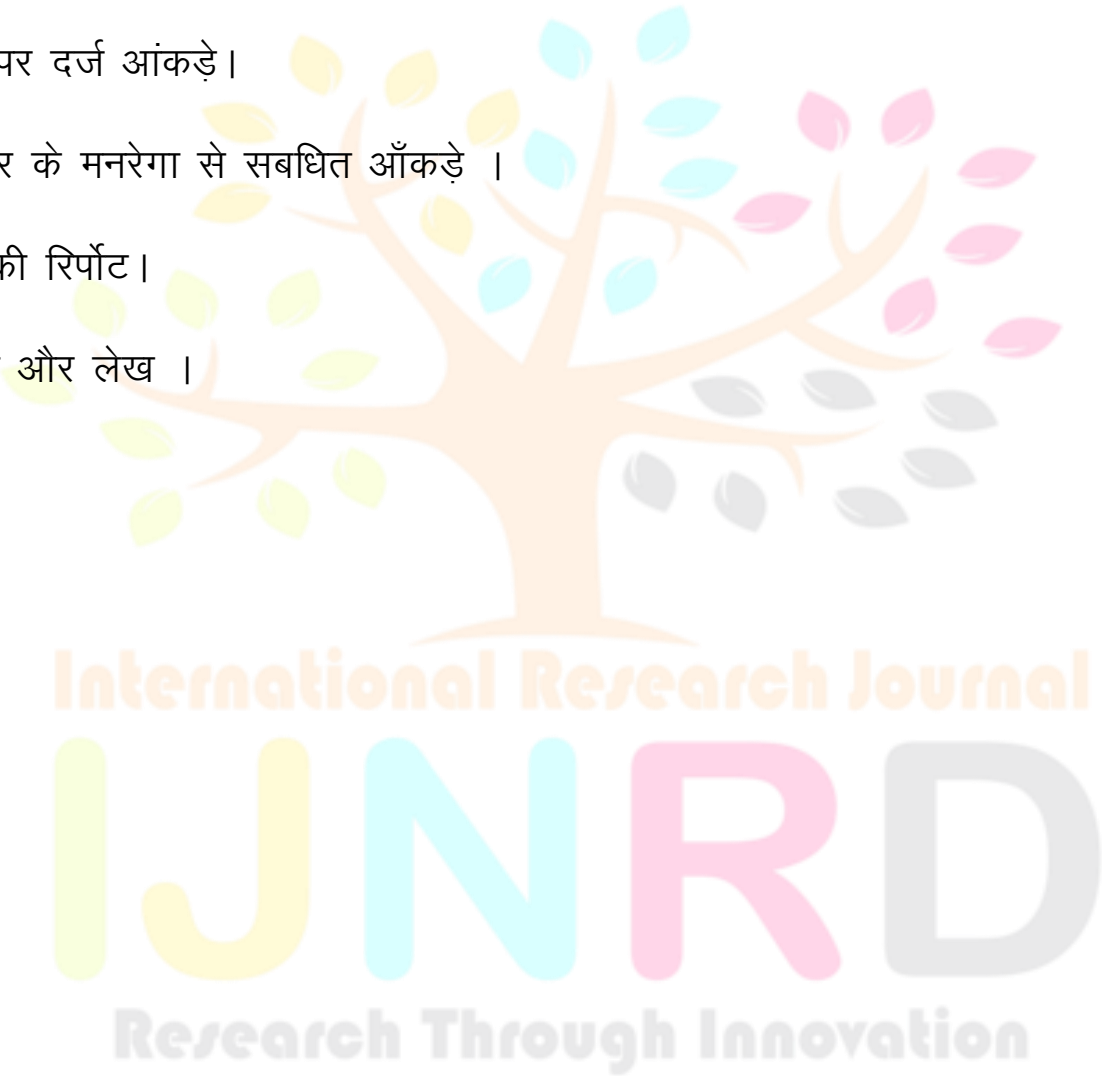 पर दर्ज आंकड़े।
र के मनरेगा से सबधित आँकड़े ।
की रिर्पोट।
और लेख ।
International Research Journal
IJNRD
Research Through Innovation